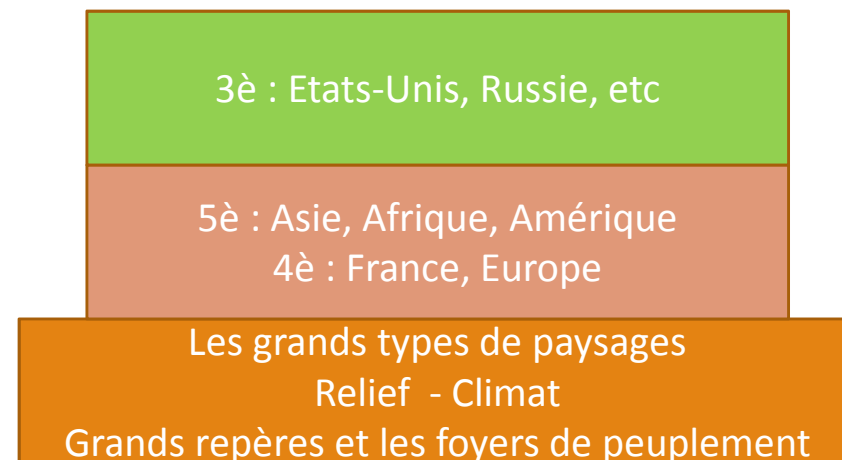 3è : Etats-Unis, Russie, etc
5è : Asie, Afrique, Amérique
4è : France, Europe
Les grands types de paysages
Relief - Climat
Grands repères et les foyers de peuplement